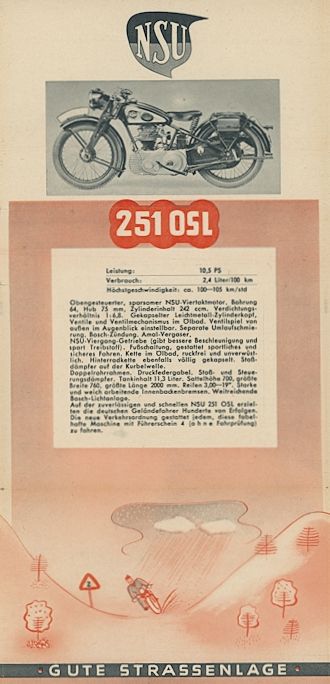 NSU
251 OSL
Leistung: 10,5 PS
Verbrauch: 2,4 Liter/100 km
Höchstgeschwindigkeit: ca. 100—105 km/std
Obengesteuerter, sparsamer NSU-Viertaktmotor, Bohrung
64, Hub 75 mm, Zylinderinhalt 242 ccm. Verdichtungs-
verhältnis 1:6,8. Gekapselter Leichtmetall-Zylinderkopf,
Ventile und Ventilmechanismus im Ölbad, Ventilspiel von
außen im Augenblick einstellbar. Separate Umlaufschmie-
rung, Bosch-Zündung, Amal-Vergaser.
NSU-Viergang-Getriebe (gibt bessere Beschleunigung und
spart Treibstoff). Fußschaltung, gestattet sportliches und
sicheres Fahren. Kette im Ölbad, ruckfrei und unverwüst-
lich. Hinterradkette ebenfalls völlig gekapselt. Stoß-
dämpfer auf der Kurbelwelle.
Doppelrohrrahmen. Druckfedergabel. Stoß- und Steue-
rungsdämpfer. Tankinhalt 11,3 Liter. Sattelhöhe 700, größte
Breite 760, größte Länge 2000 mm. Reifen 3,00—19". Starke
und weich arbeitende Innenbackenbremsen. Weitreichende
Bosch-Lichtanlage.
Auf der zuverlässigen und schnellen NSU 251 OSL erziel-
ten die deutschen Geländefahrer Hunderte von Erfolgen.
Die neue Verkehrsordnung gestattet ihnen, diese fabel-
hafte Maschine mit Führerschein 4 (ohne Fahrprüfung)
zu fahren.
GUTE STRASSENLAGE